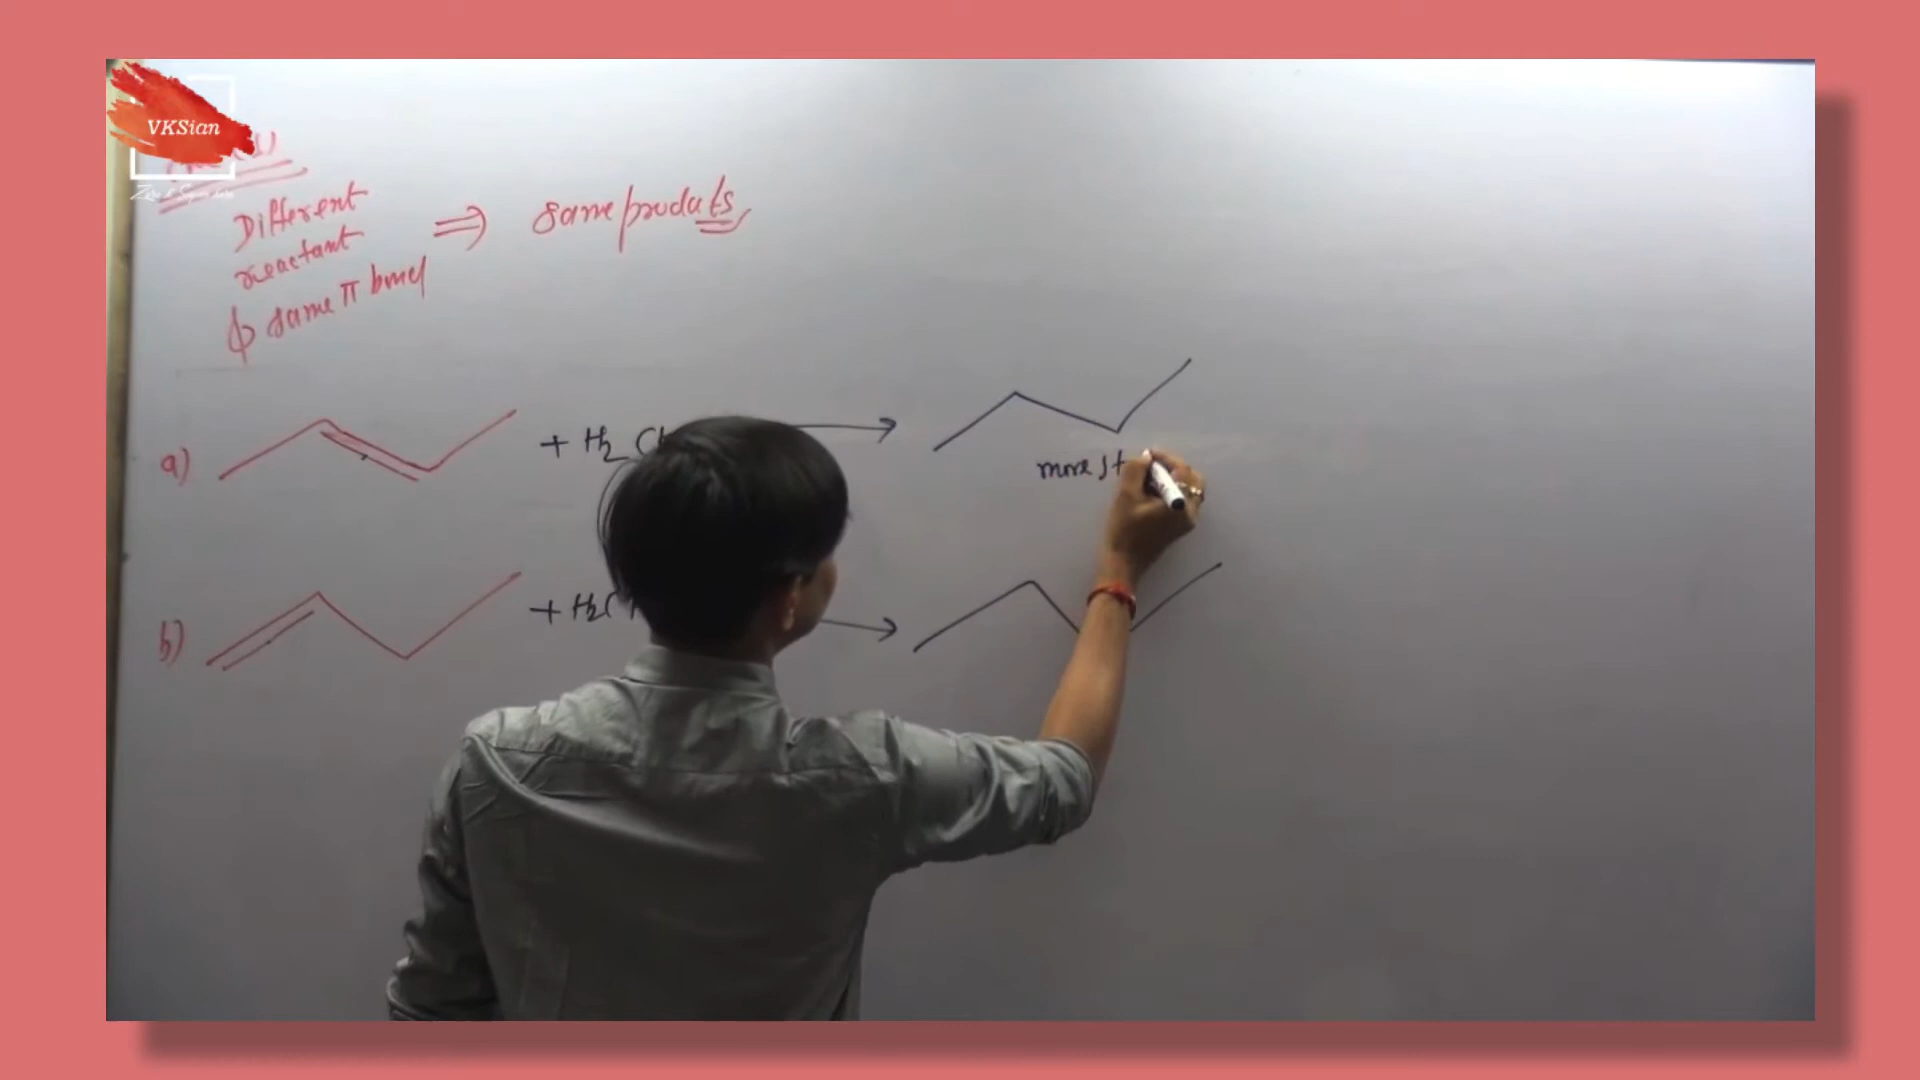 VKSian
Different
reactant
same π bond
⇒ same products
a)
+ H2
more st
b)
+ H2